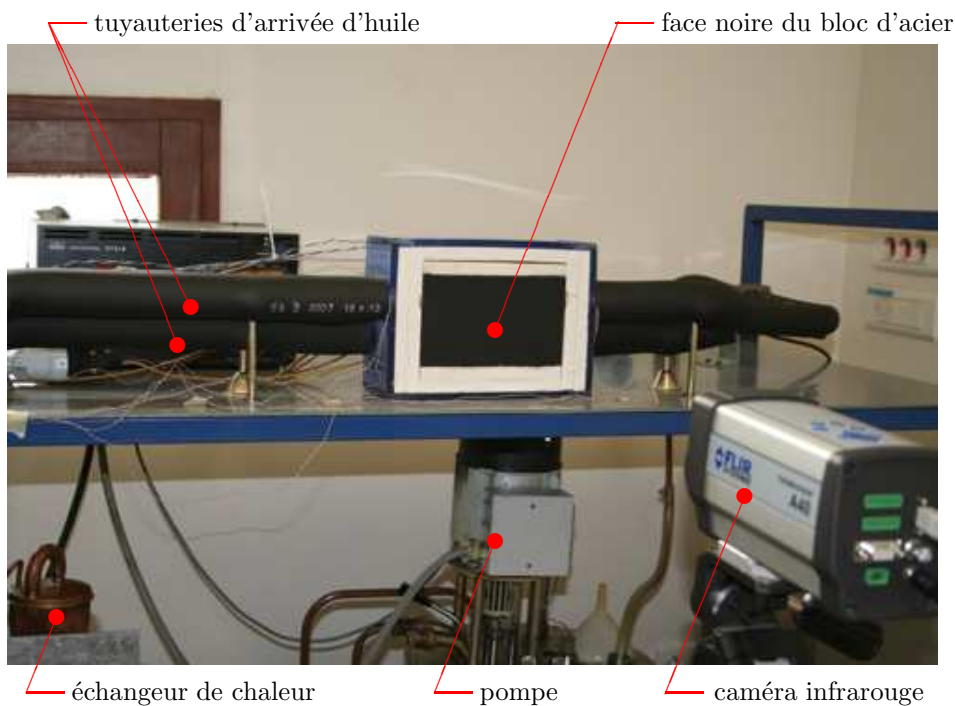 tuyauteries d'arrivée d'huile
face noire du bloc d'acier
FLIR
A40
échangeur de chaleur
pompe
caméra infrarouge